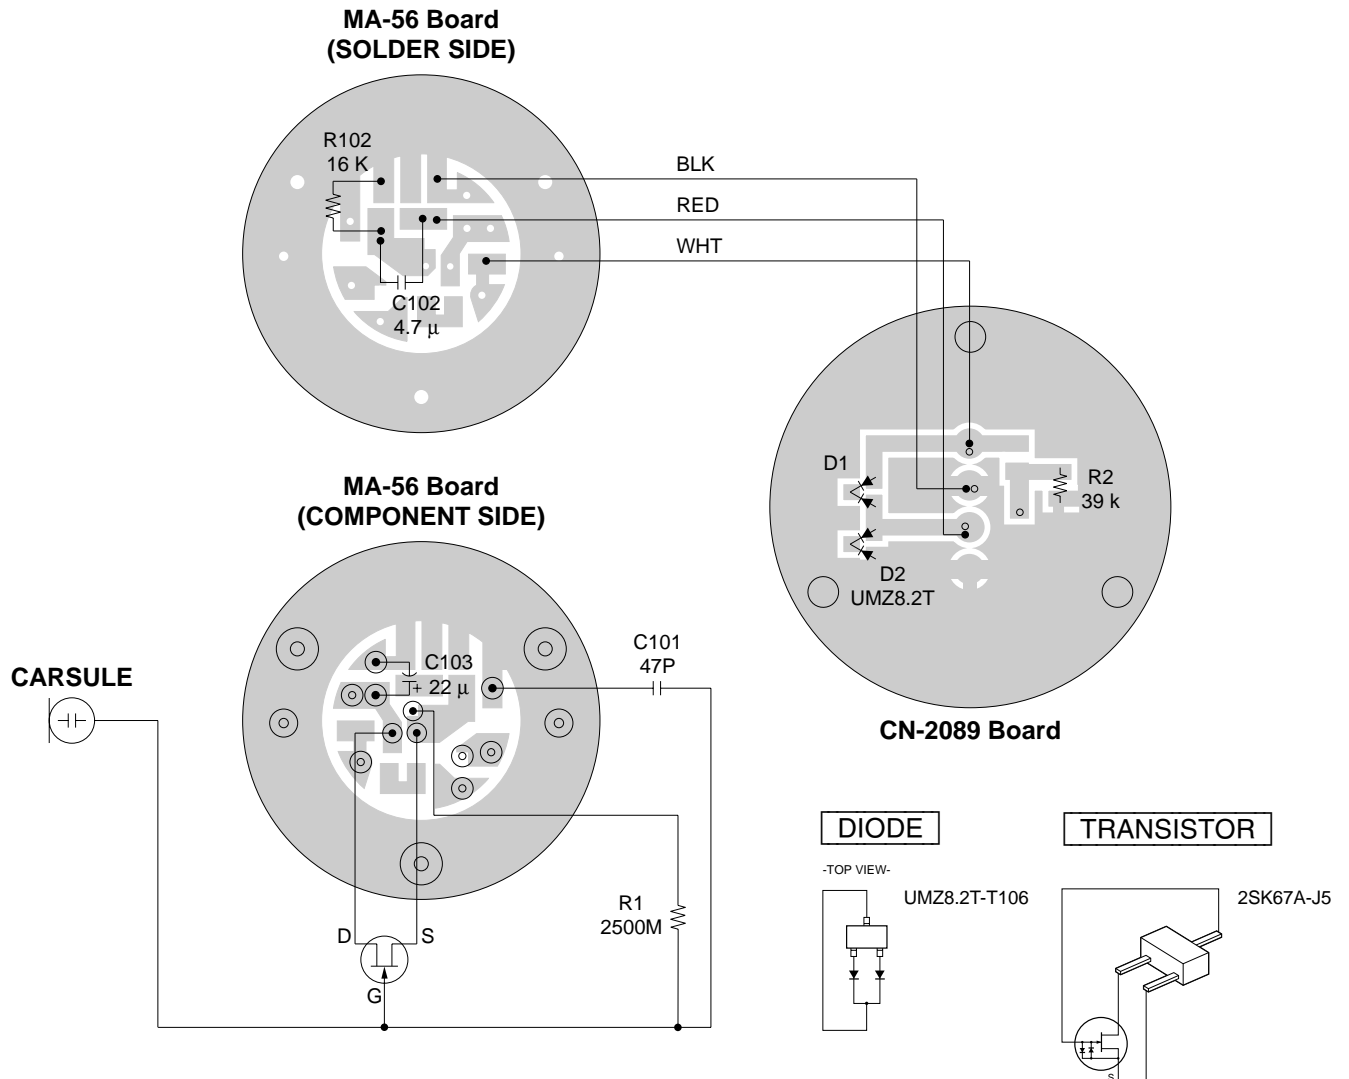 MA-56 Board
(SOLDER SIDE)
R102
16 K
C102
4.7 µ
BLK
RED
WHT
D1
R2
39 k
D2
UMZ8.2T
CN-2089 Board
MA-56 Board
(COMPONENT SIDE)
CARSULE
C103
+ 22 µ
C101
47P
R1
2500M
D
S
G
DIODE
-TOP VIEW-
UMZ8.2T-T106
TRANSISTOR
2SK67A-J5
S